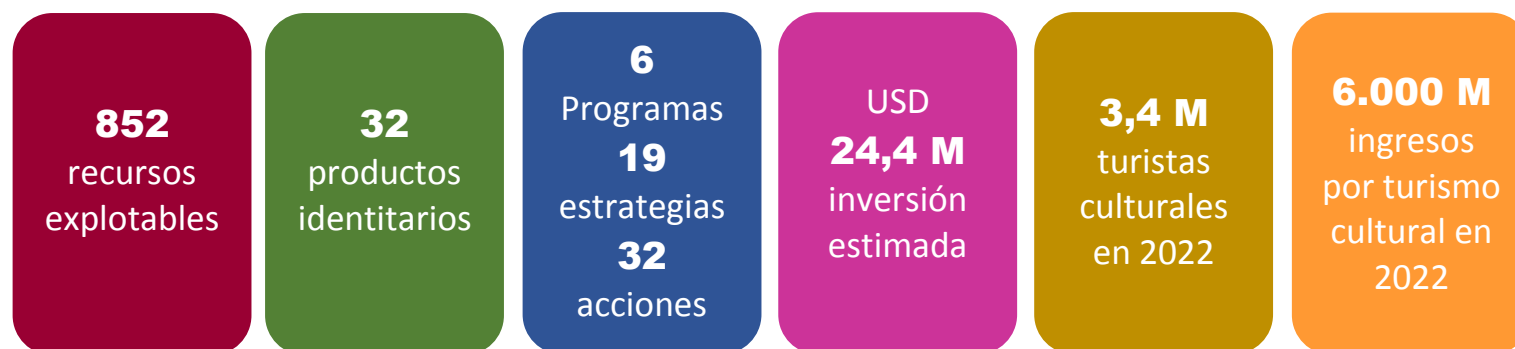 852
recursos
explotables
32
productos
identitarios
6
Programas
19
estrategias
32
acciones
USD
24,4 M
inversión
estimada
3,4 M
turistas
culturales
en 2022
6.000 M
ingresos
por turismo
cultural en
2022